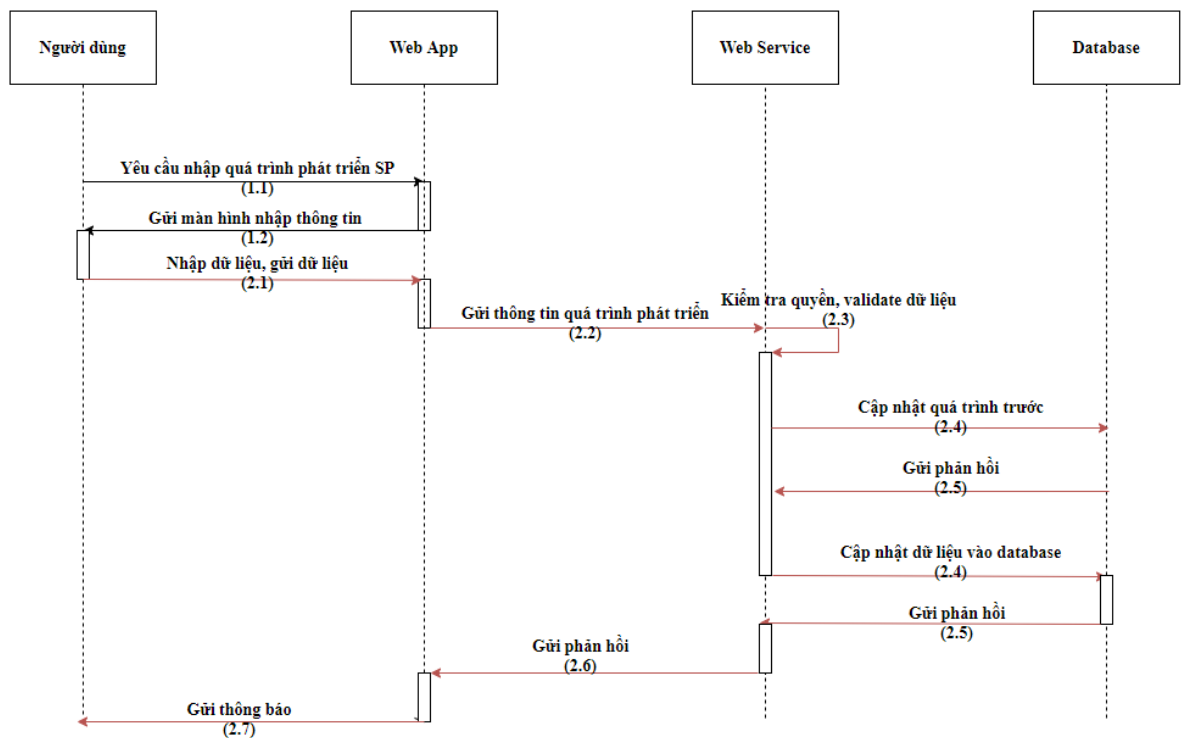 Người dùng
Web App
Web Service
Database
Yêu cầu nhập quá trình phát triển SP
(1.1)
Gửi màn hình nhập thông tin
(1.2)
Nhập dữ liệu, gửi dữ liệu
(2.1)
Kiểm tra quyền, validate dữ liệu
(2.3)
Gửi thông tin quá trình phát triển
(2.2)
Cập nhật quá trình trước
(2.4)
Gửi phản hồi
(2.5)
Cập nhật dữ liệu vào database
(2.4)
Gửi phản hồi
(2.5)
Gửi phản hồi
(2.6)
Gửi thông báo
(2.7)